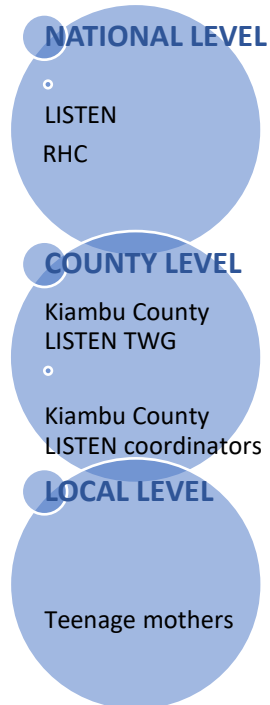 NATIONAL LEVEL
LISTEN
RHC
COUNTY LEVEL
Kiambu County
LISTEN TWG
Kiambu County
LISTEN coordinators
LOCAL LEVEL
Teenage mothers